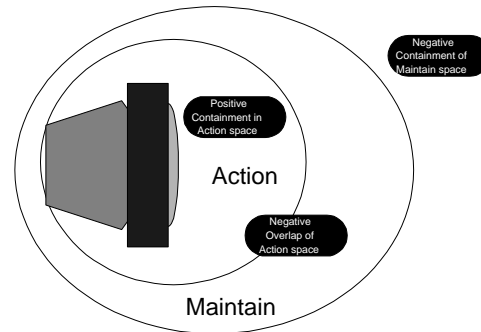 Negative
Containment of
Maintain space
Positive
Containment in
Action space
Action
Negative
Overlap of
Action space
Maintain